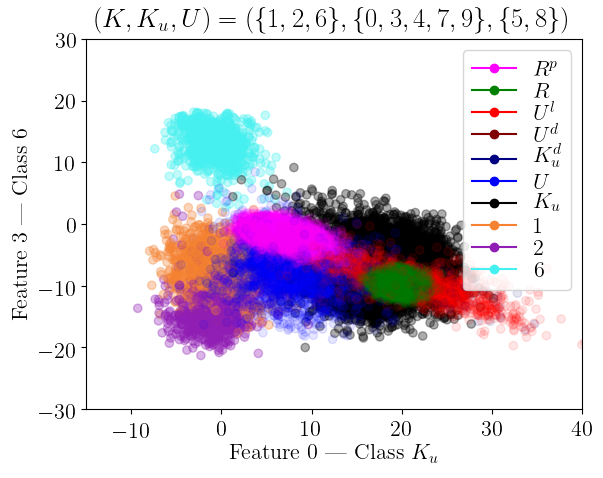 (K, K_u, U) = ({1, 2, 6}, {0, 3, 4, 7, 9}, {5, 8})
30
20
10
0
−10
−20
−30
Feature 3 — Class 6
R^p
R
U^l
U^d
K_u^d
U
K_u
1
2
6
−10
0
10
20
30
40
Feature 0 — Class K_u